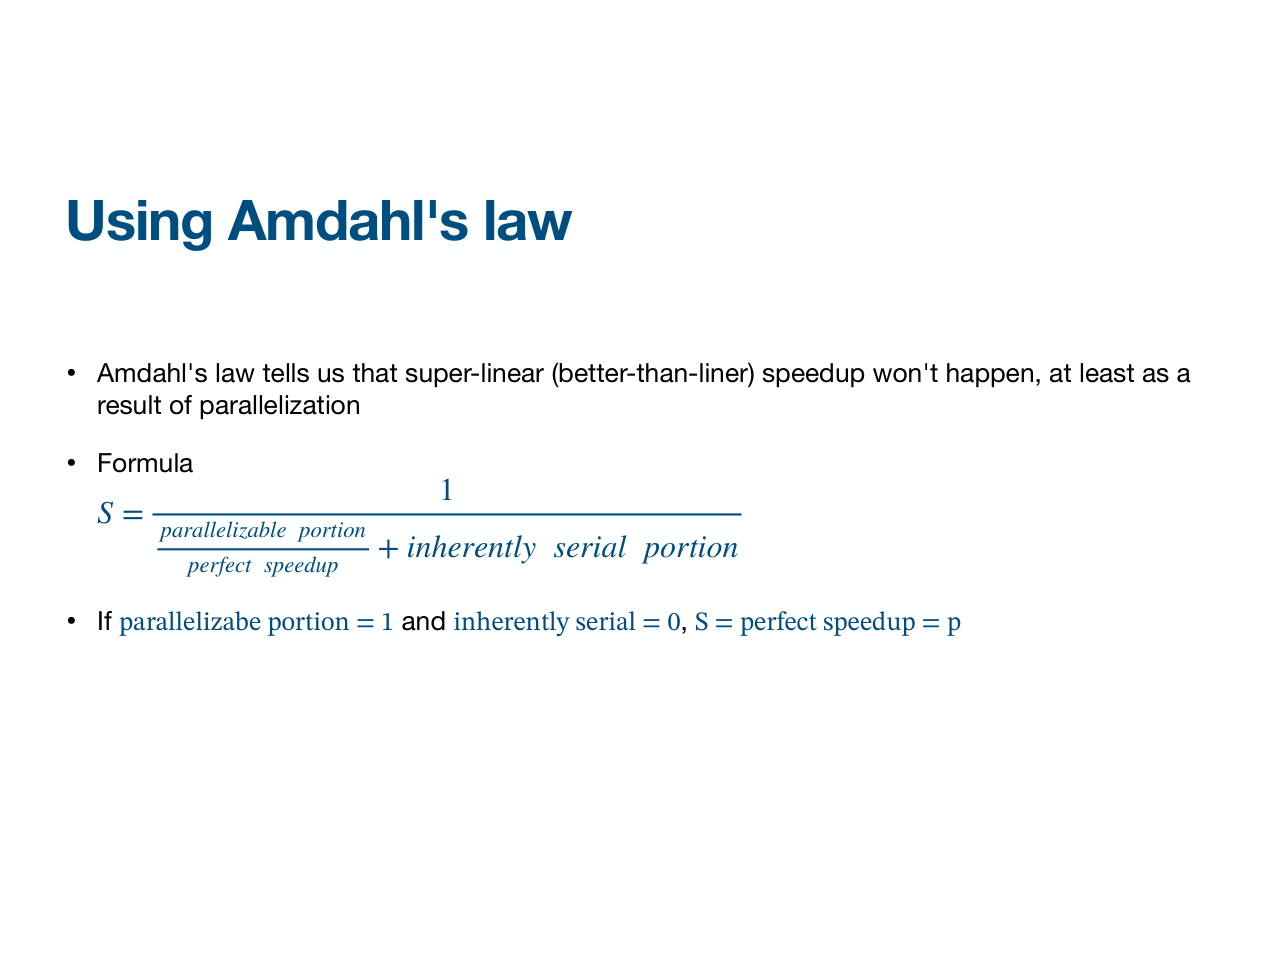 Using Amdahl's law
• Amdahl's law tells us that super-linear (better-than-liner) speedup won't happen, at least as a
result of parallelization
• Formula
S = 1
parallelizable portion
perfect speedup
+ inherently serial portion
• If parallelizabe portion = 1 and inherently serial = 0, S = perfect speedup = p